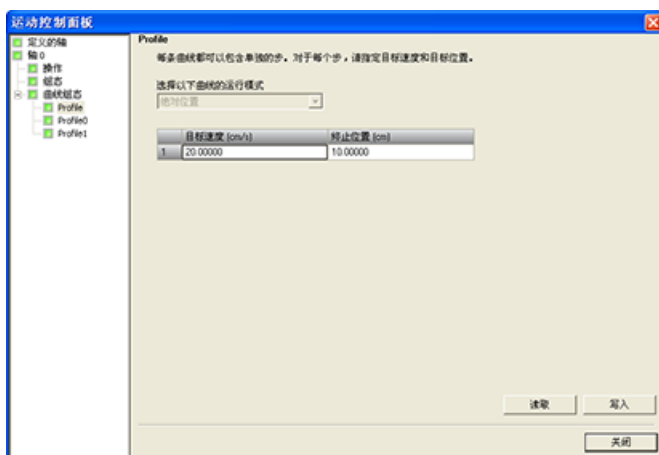 运动控制面板
定义的轴
轴0
操作
组态
曲线组态
Profile
Profile0
Profile1
Profile
每条曲线都可以包含单独的步。对于每个步，请指定目标速度和目标位置。
选择以下曲线的运行模式
绝对位置
目标速度 (cm/s) 终止位置 (cm)
1 20.00000 10.00000
读取 写入
关闭